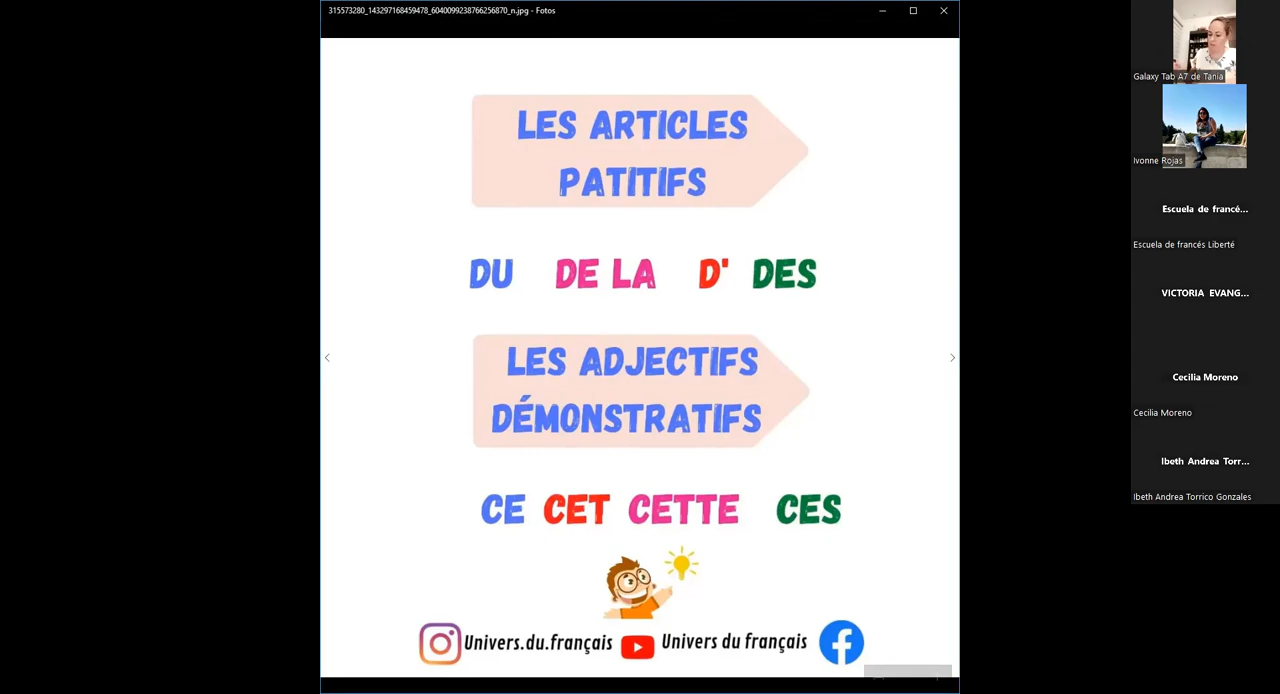 315573280_143297168459478_6040099238766256870_n.jpg - Fotos
LES ARTICLES
PATITIFS
DU DE LA D' DES
LES ADJECTIFS
DÉMONSTRATIFS
CE CET CETTE CES
Univers.du.français
Univers du français
Galaxy Tab A7 de Tania
Ivonne Rojas
Escuela de francé...
Escuela de francés Liberté
VICTORIA EVANG...
Cecilia Moreno
Cecilia Moreno
Ibeth Andrea Torr...
Ibeth Andrea Torrico Gonzales